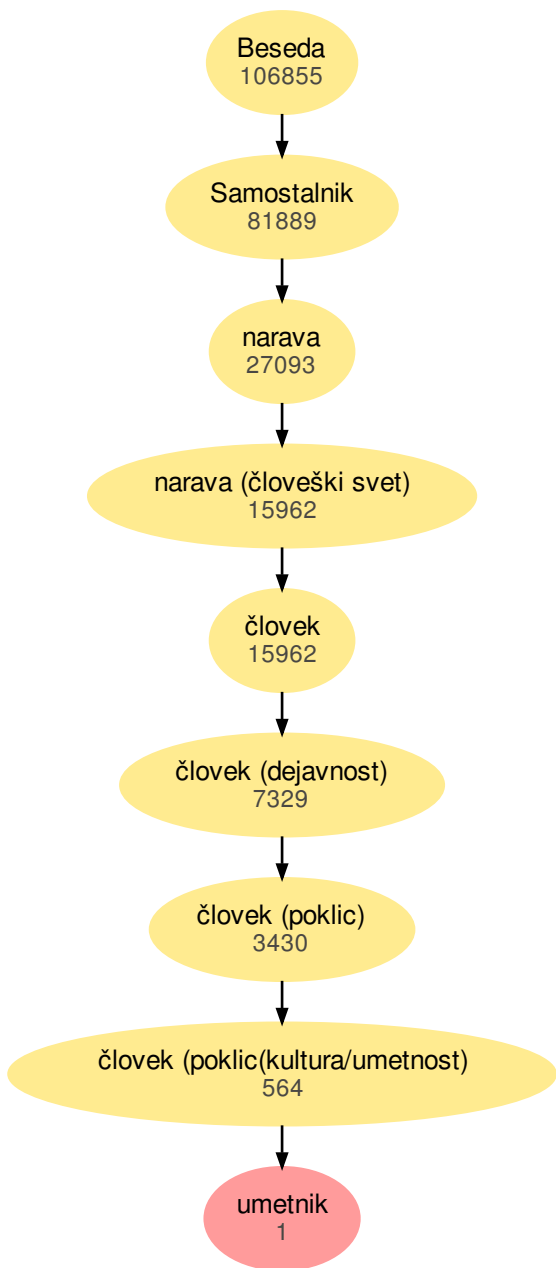 Beseda
106855
Samostalnik
81889
narava
27093
narava (človeški svet)
15962
človek
15962
človek (dejavnost)
7329
človek (poklic)
3430
človek (poklic(kultura/umetnost)
564
umetnik
1